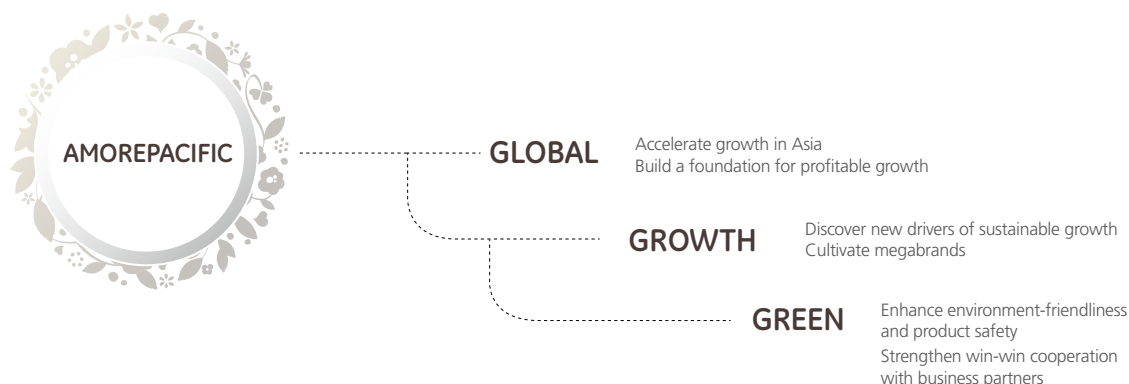 AMOREPACIFIC
GLOBAL
Accelerate growth in Asia
Build a foundation for profitable growth
GROWTH
Discover new drivers of sustainable growth
Cultivate megabrands
GREEN
Enhance environment-friendliness
and product safety
Strengthen win-win cooperation
with business partners